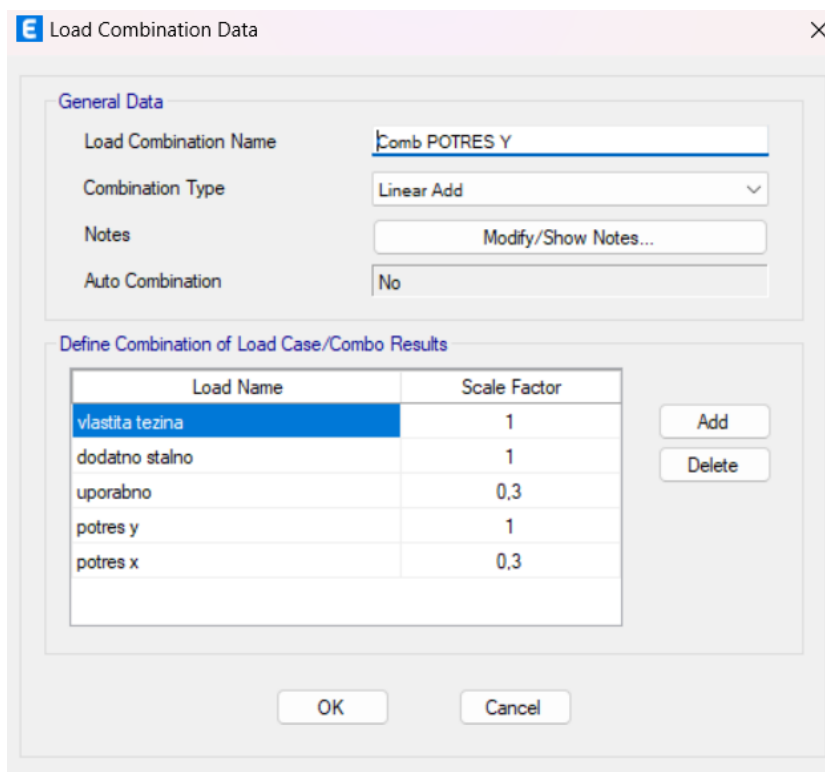 E Load Combination Data
General Data
Load Combination Name Comb POTRES Y
Combination Type Linear Add
Notes Modify/Show Notes...
Auto Combination No
Define Combination of Load Case/Combo Results
Load Name Scale Factor
vlastita tezina 1 Add
dodatno stalno 1 Delete
uporabno 0,3
potres y 1
potres x 0,3
OK Cancel